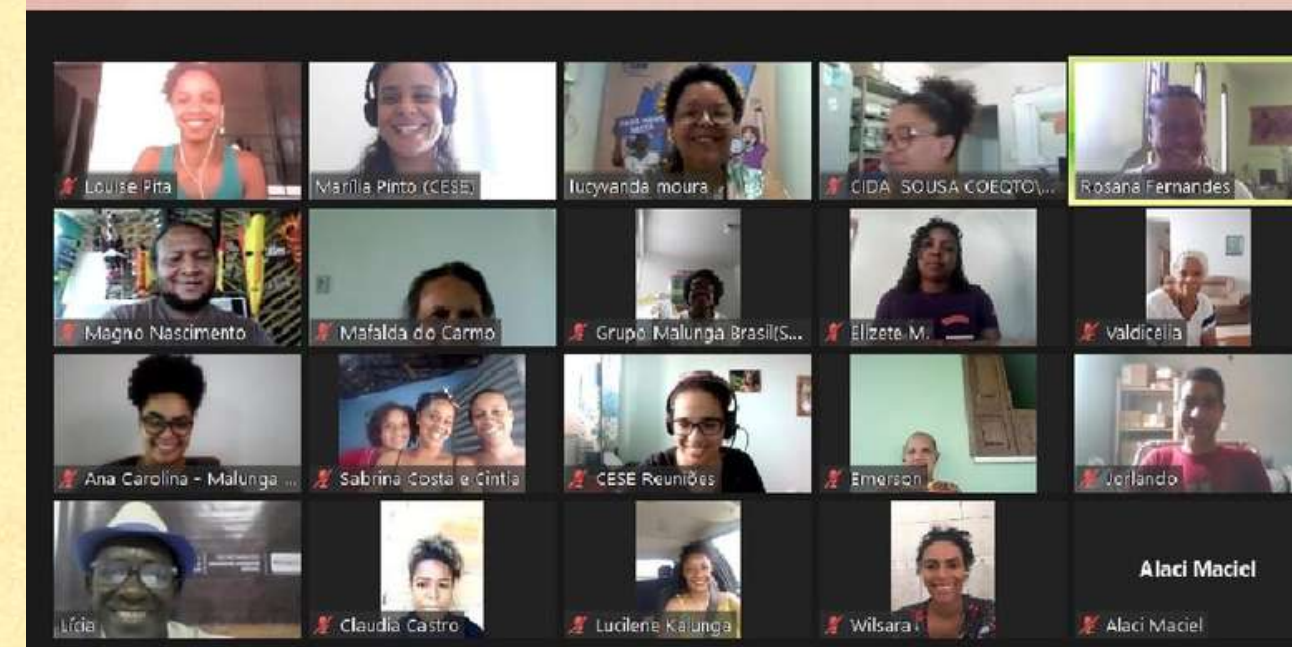 Louise Pita
Marília Pinto (CESE)
lucyvanda moura
CIDA SOUSA COEQTO\...
Rosana Fernandes
Magno Nascimento
Mafalda do Carmo
Grupo Malunga Brasil(S...
Elizete M.
Valdicelia
Ana Carolina - Malunga ...
Sabrina Costa e Cintia
CESE Reuniões
Emerson
Jorlando
Lícia
Claudia Castro
Lucilene Kalunga
Wilsara
Alaci Maciel
Alaci Maciel